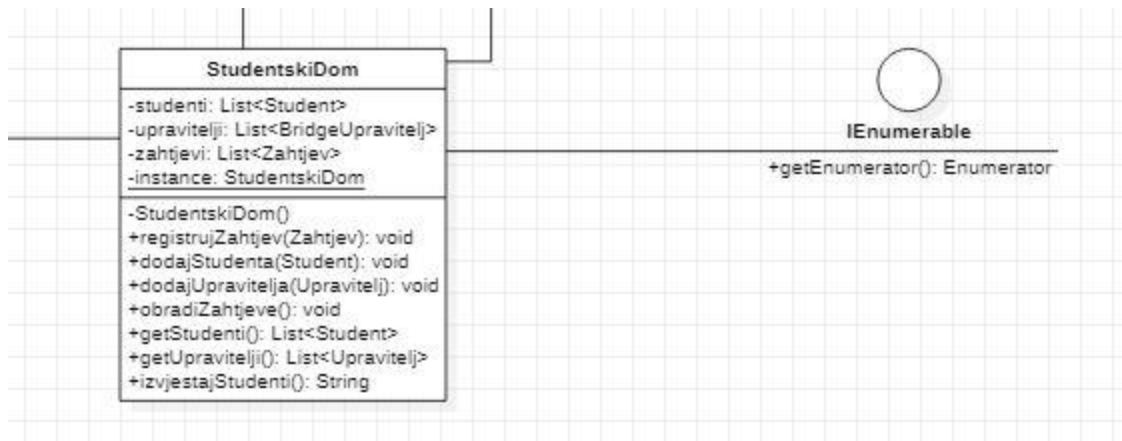 StudentskiDom
-studenti: List<Student>
-upravitelji: List<BridgeUpravitelj>
-zahtjevi: List<Zahtjev>
-instance: StudentskiDom
-StudentskiDom()
+registrujZahtjev(Zahtjev): void
+dodajStudenta(Student): void
+dodajUpravitelja(Upravitelj): void
+obradiZahtjeve(): void
+getStudenti(): List<Student>
+getUpravitelji(): List<Upravitelj>
+izvjestajStudenti(): String
IEnumerable
+getEnumerator(): Enumerator